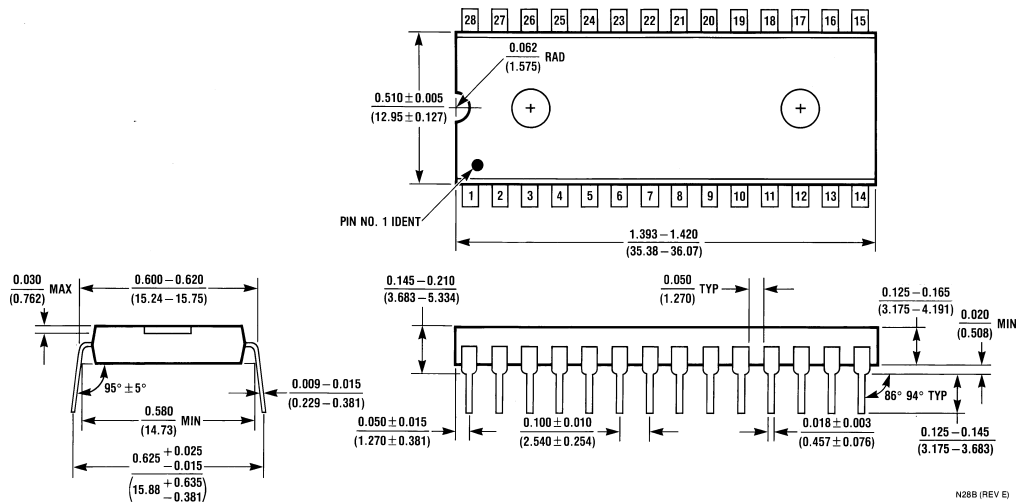 28 27 26 25 24 23 22 21 20 19 18 17 16 15
0.062
(1.575)
RAD
0.510 ± 0.005
(12.95 ± 0.127)
PIN NO. 1 IDENT
1 2 3 4 5 6 7 8 9 10 11 12 13 14
1.393 – 1.420
(35.38 – 36.07)
0.030
(0.762)
MAX
0.600 – 0.620
(15.24 – 15.75)
95° ± 5°
0.009 – 0.015
(0.229 – 0.381)
0.580
(14.73)
MIN
0.625 + 0.025
– 0.015
(15.88 + 0.635
– 0.381)
0.145 – 0.210
(3.683 – 5.334)
0.050
(1.270)
TYP
0.125 – 0.165
(3.175 – 4.191)
0.020
(0.508)
MIN
86° 94° TYP
0.050 ± 0.015
(1.270 ± 0.381)
0.100 ± 0.010
(2.540 ± 0.254)
0.018 ± 0.003
(0.457 ± 0.076)
0.125 – 0.145
(3.175 – 3.683)
N28B (REV E)